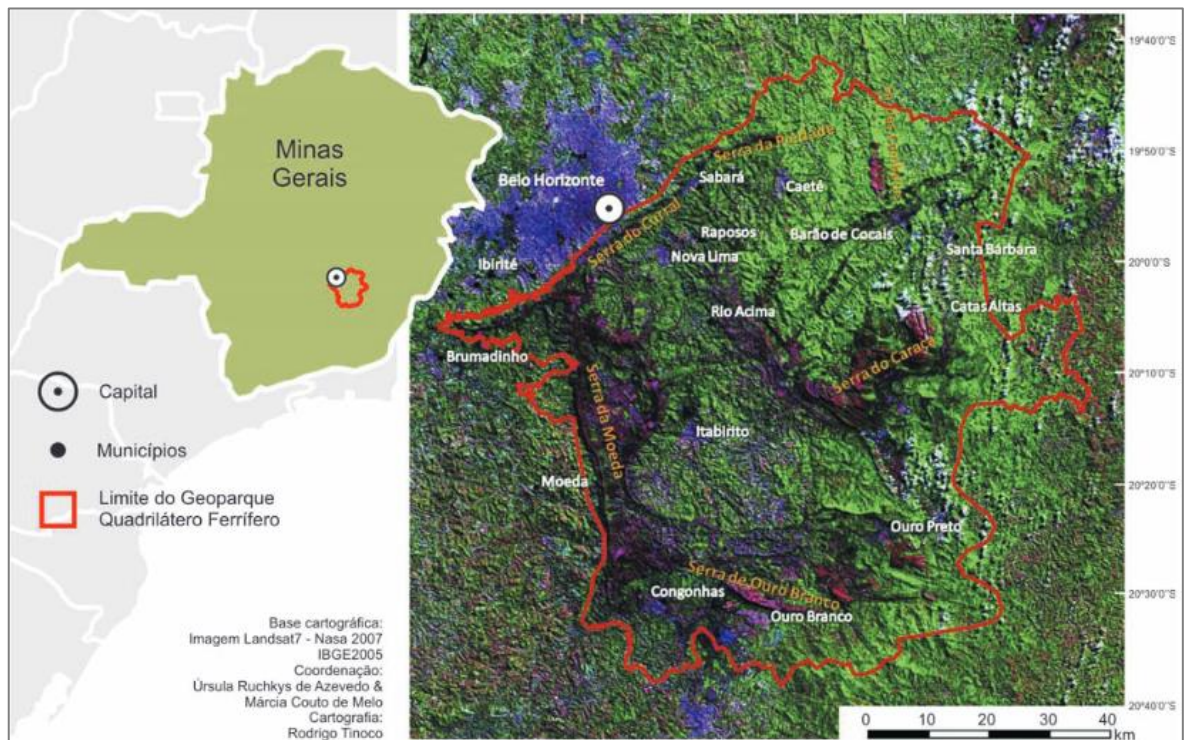 Minas
Gerais
Capital
Municípios
Limite do Geoparque
Quadrilátero Ferrífero
Base cartográfica:
Imagem Landsat7 - Nasa 2007
IBGE2005
Coordenação:
Úrsula Ruchkys de Azevedo &
Márcia Couto de Melo
Cartografia:
Rodrigo Tinoco
Serra da Piedade
Belo Horizonte
Sabará
Caeté
Serra do Curral
Raposos
Barão de Cocais
Nova Lima
Santa Bárbara
Ibirité
Rio Acima
Catas Altas
Brumadinho
Serra do Caraça
Serra da Moeda
Itabirito
Moeda
Ouro Preto
Serra de Ouro Branco
Congonhas
Ouro Branco
19°40'0"S
19°50'0"S
20°0'0"S
20°10'0"S
20°20'0"S
20°30'0"S
20°40'0"S
0 10 20 30 40
km